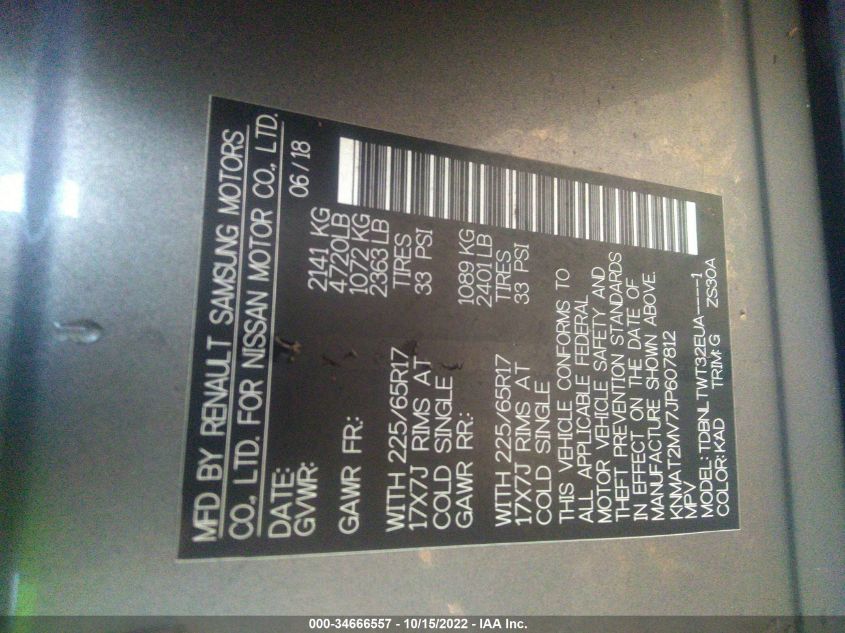 MFD BY RENAULT SAMSUNG MOTORS
CO., LTD. FOR NISSAN MOTOR CO., LTD.
DATE: 06/18
GVWR: 2141 KG
4720LB
GAWR FR: 1072 KG
2363 LB
WITH 225/65R17 TIRES
17X7J RIMS AT 33 PSI
COLD SINGLE
GAWR RR: 1089 KG
2401LB
WITH 225/65R17 TIRES
17X7J RIMS AT 33 PSI
COLD SINGLE
THIS VEHICLE CONFORMS TO
ALL APPLICABLE FEDERAL
MOTOR VEHICLE SAFETY AND
THEFT PREVENTION STANDARDS
IN EFFECT ON THE DATE OF
MANUFACTURE SHOWN ABOVE.
KNMAT2MV7JP607812
MPV
MODEL: TDBNLTWT32EUA----1
COLOR: KAD TRIM: G ZS30A
000-34666557 - 10/15/2022 - IAA Inc.